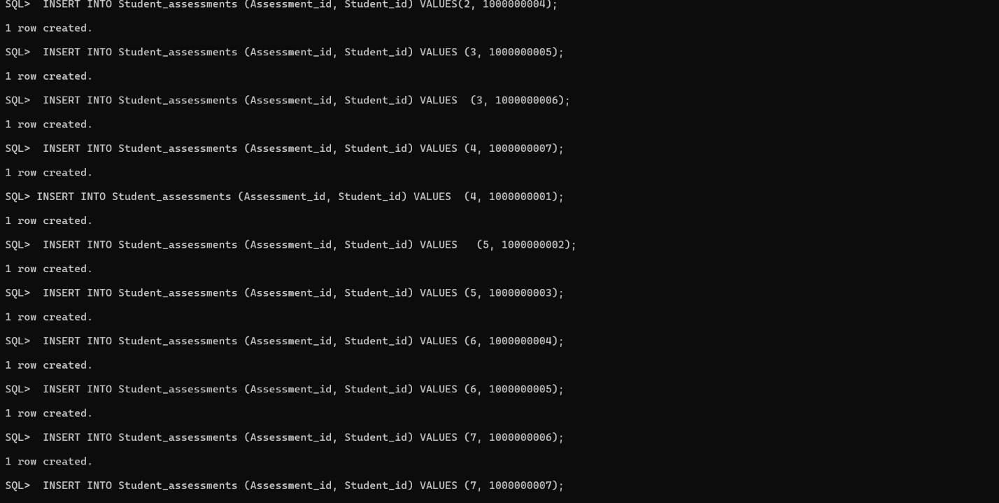 SQL>  INSERT INTO Student_assessments (Assessment_id, Student_id) VALUES(2, 1000000004);
1 row created.
SQL>  INSERT INTO Student_assessments (Assessment_id, Student_id) VALUES (3, 1000000005);
1 row created.
SQL>  INSERT INTO Student_assessments (Assessment_id, Student_id) VALUES  (3, 1000000006);
1 row created.
SQL>  INSERT INTO Student_assessments (Assessment_id, Student_id) VALUES (4, 1000000007);
1 row created.
SQL> INSERT INTO Student_assessments (Assessment_id, Student_id) VALUES  (4, 1000000001);
1 row created.
SQL>  INSERT INTO Student_assessments (Assessment_id, Student_id) VALUES   (5, 1000000002);
1 row created.
SQL>  INSERT INTO Student_assessments (Assessment_id, Student_id) VALUES (5, 1000000003);
1 row created.
SQL>  INSERT INTO Student_assessments (Assessment_id, Student_id) VALUES (6, 1000000004);
1 row created.
SQL>  INSERT INTO Student_assessments (Assessment_id, Student_id) VALUES (6, 1000000005);
1 row created.
SQL>  INSERT INTO Student_assessments (Assessment_id, Student_id) VALUES (7, 1000000006);
1 row created.
SQL>  INSERT INTO Student_assessments (Assessment_id, Student_id) VALUES (7, 1000000007);